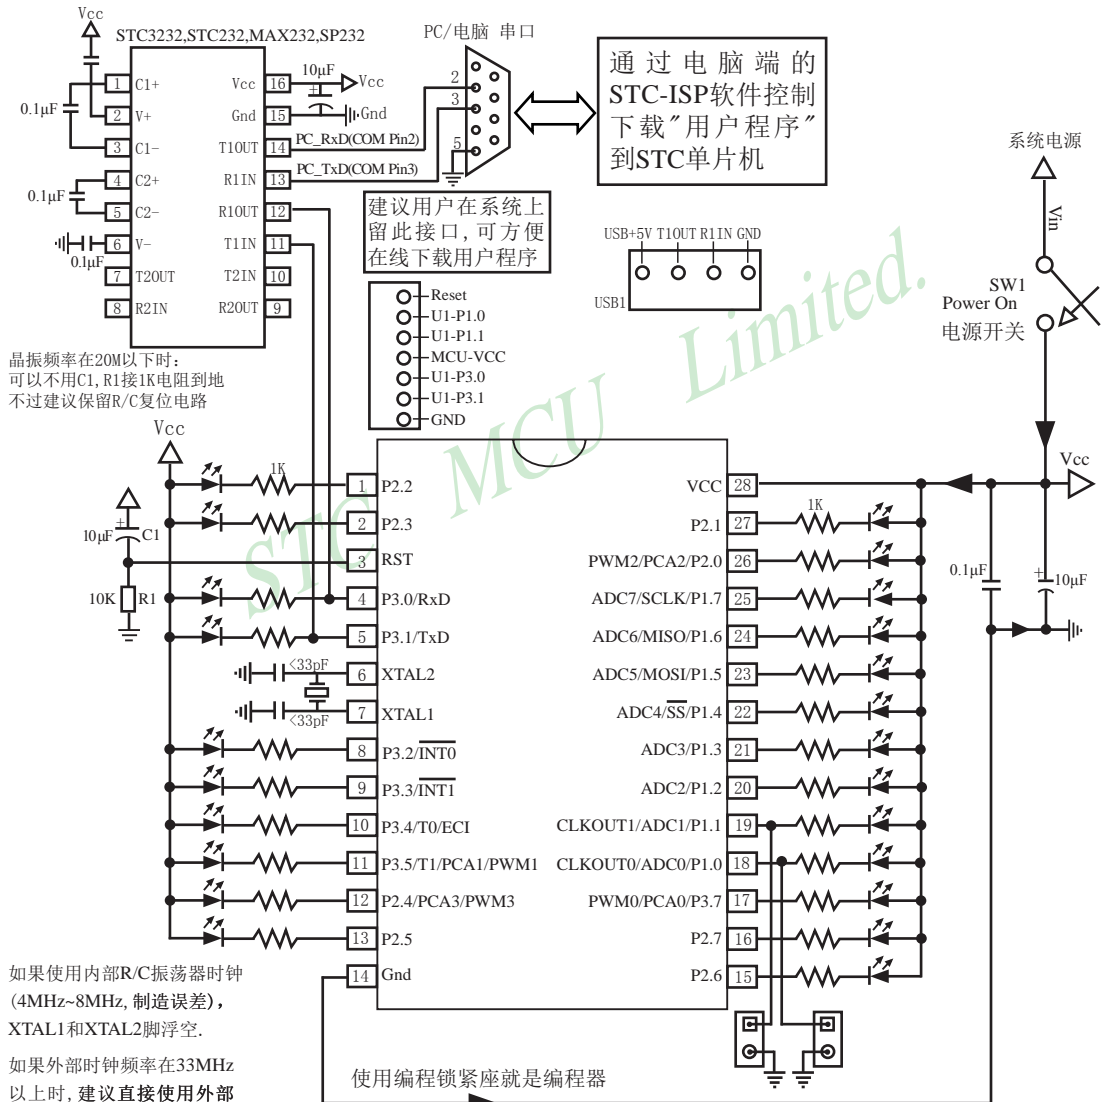 Vcc
STC3232,STC232,MAX232,SP232
PC/电脑 串口
1 C1+
2 V+
3 C1-
4 C2+
5 C2-
6 V-
7 T2OUT
8 R2IN
Vcc 16
Gnd 15
T1OUT 14
R1IN 13
R1OUT 12
T1IN 11
T2IN 10
R2OUT 9
0.1μF
0.1μF
0.1μF
10μF
+
Vcc
Gnd
PC_RxD(COM Pin2)
PC_TxD(COM Pin3)
2
3
5
通过电脑端的
STC-ISP软件控制
下载"用户程序"
到STC单片机
建议用户在系统上
留此接口,可方便
在线下载用户程序
USB+5V T1OUT R1IN GND
USB1
系统电源
Vin
SW1
Power On
电源开关
Reset
U1-P1.0
U1-P1.1
MCU-VCC
U1-P3.0
U1-P3.1
GND
晶振频率在20M以下时:
可以不用C1,R1接1K电阻到地
不过建议保留R/C复位电路
STC MCU Limited.
Vcc
1K
10μF
+
C1
10K
R1
<33pF
<33pF
1 P2.2
2 P2.3
3 RST
4 P3.0/RxD
5 P3.1/TxD
6 XTAL2
7 XTAL1
8 P3.2/INT0
9 P3.3/INT1
10 P3.4/T0/ECI
11 P3.5/T1/PCA1/PWM1
12 P2.4/PCA3/PWM3
13 P2.5
14 Gnd
VCC 28
P2.1 27
PWM2/PCA2/P2.0 26
ADC7/SCLK/P1.7 25
ADC6/MISO/P1.6 24
ADC5/MOSI/P1.5 23
ADC4/SS/P1.4 22
ADC3/P1.3 21
ADC2/P1.2 20
CLKOUT1/ADC1/P1.1 19
CLKOUT0/ADC0/P1.0 18
PWM0/PCA0/P3.7 17
P2.7 16
P2.6 15
1K
Vcc
0.1μF
+
10μF
如果使用内部R/C振荡器时钟
(4MHz~8MHz,制造误差),
XTAL1和XTAL2脚浮空.
如果外部时钟频率在33MHz
以上时,建议直接使用外部
使用编程锁紧座就是编程器